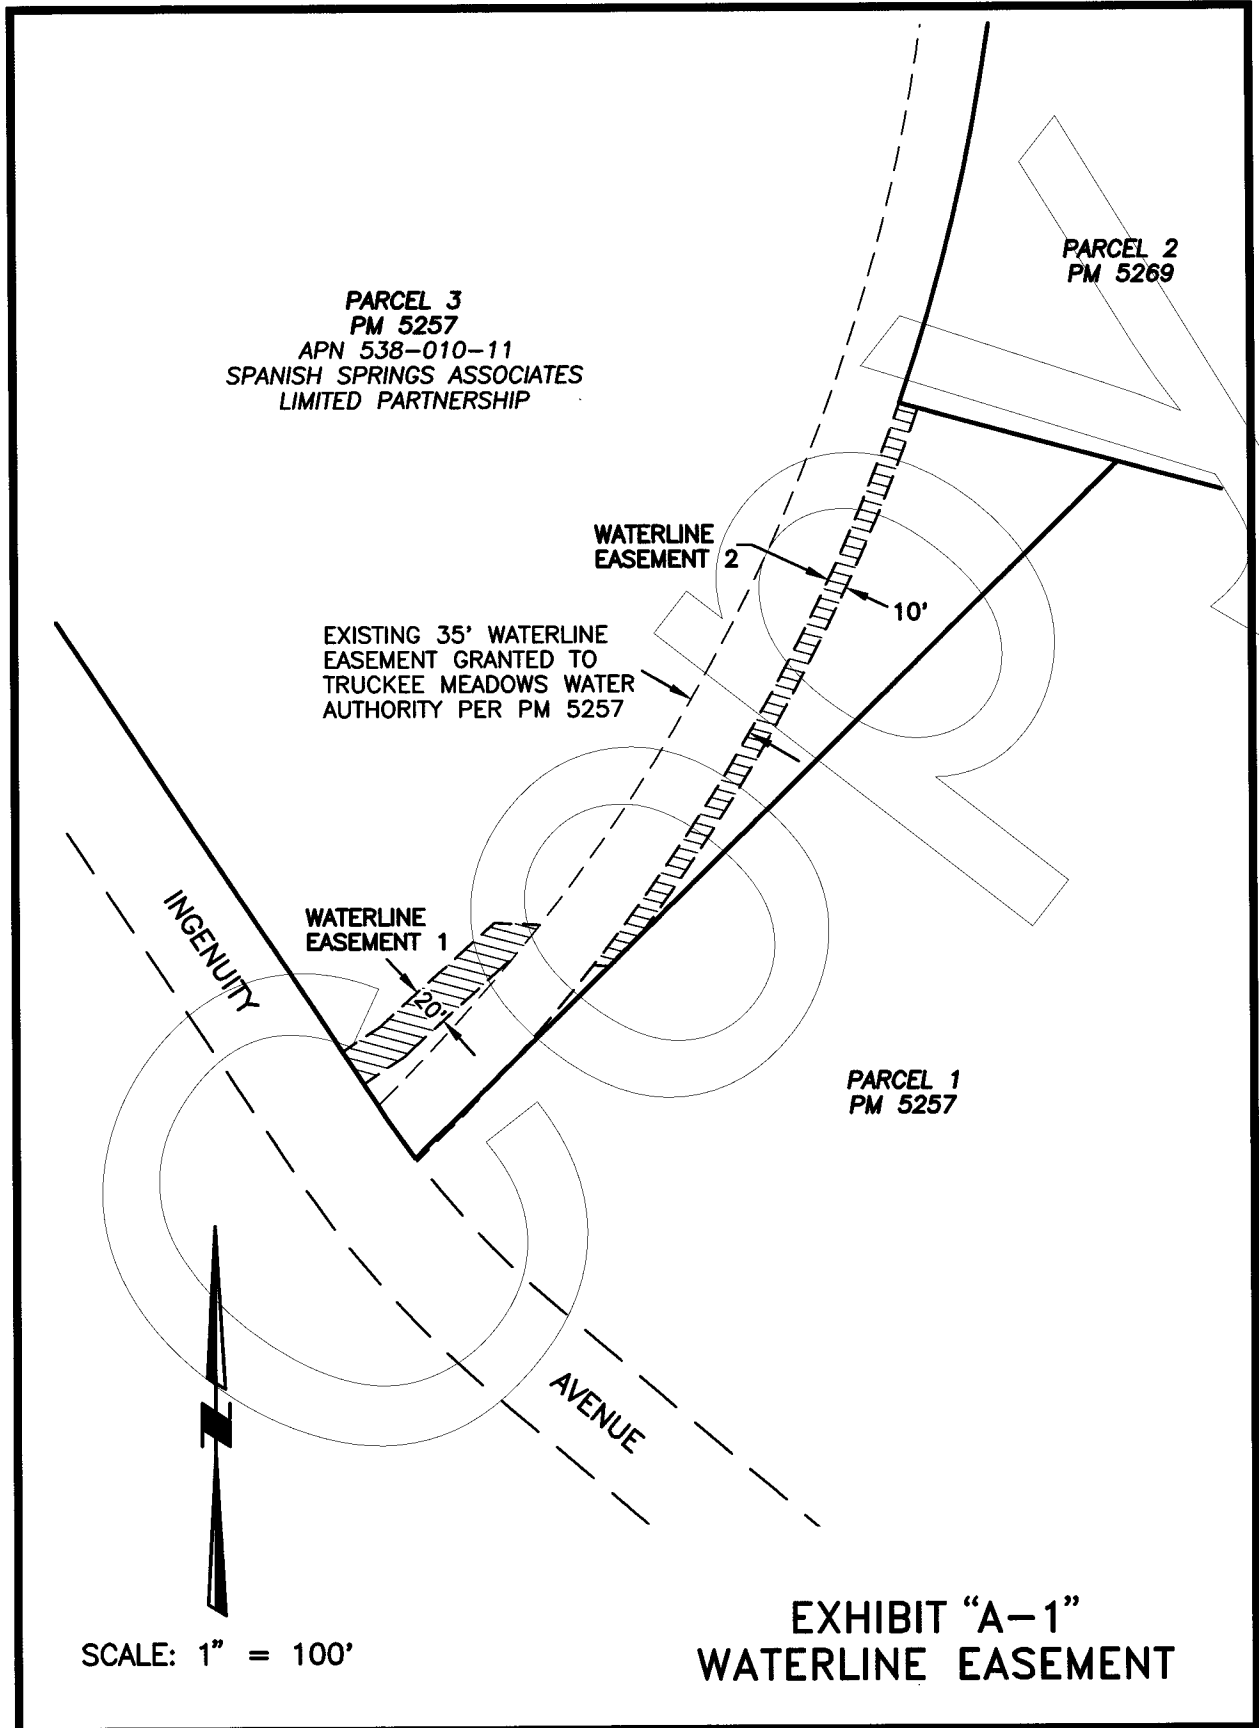 PARCEL 2
PM 5269
PARCEL 3
PM 5257
APN 538-010-11
SPANISH SPRINGS ASSOCIATES
LIMITED PARTNERSHIP
WATERLINE
EASEMENT 2
10'
EXISTING 35' WATERLINE
EASEMENT GRANTED TO
TRUCKEE MEADOWS WATER
AUTHORITY PER PM 5257
WATERLINE
EASEMENT 1
20'
INGENUITY
PARCEL 1
PM 5257
AVENUE
N
SCALE: 1" = 100'
EXHIBIT “A-1”
WATERLINE EASEMENT
COPY